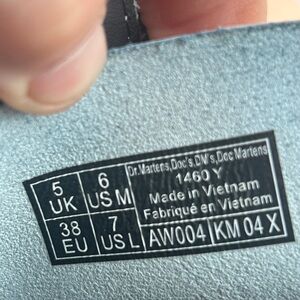 5 UK
6 US M
38 EU
7 US L
Dr.Martens,Doc's,DM's,Doc Martens
1460 Y
Made in Vietnam
Fabriqué en Vietnam
AW004
KM 04 X